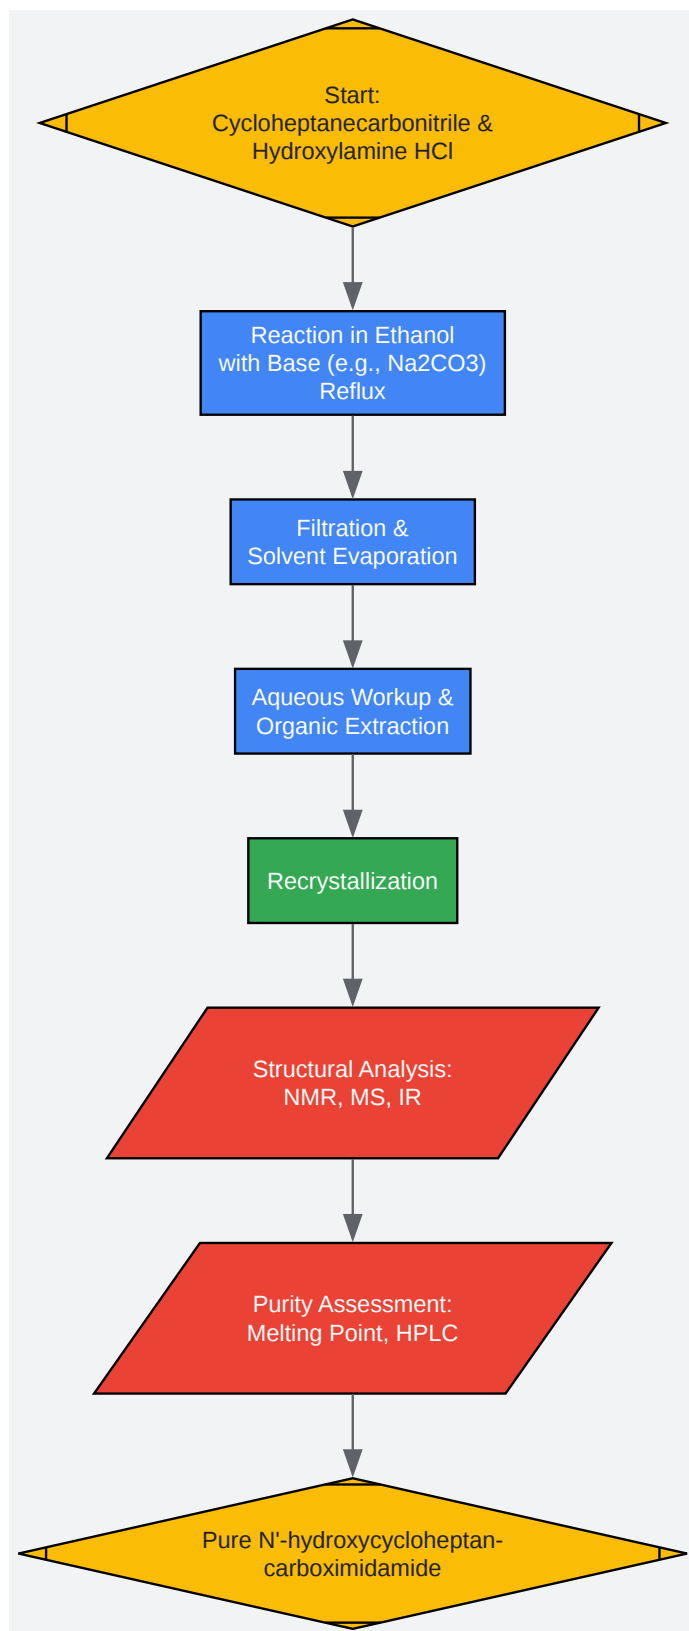 Start:
Cycloheptanecarbonitrile &
Hydroxylamine HCl
Reaction in Ethanol
with Base (e.g., Na2CO3)
Reflux
Filtration &
Solvent Evaporation
Aqueous Workup &
Organic Extraction
Recrystallization
Structural Analysis:
NMR, MS, IR
Purity Assessment:
Melting Point, HPLC
Pure N'-hydroxycycloheptan-
carboximidamide